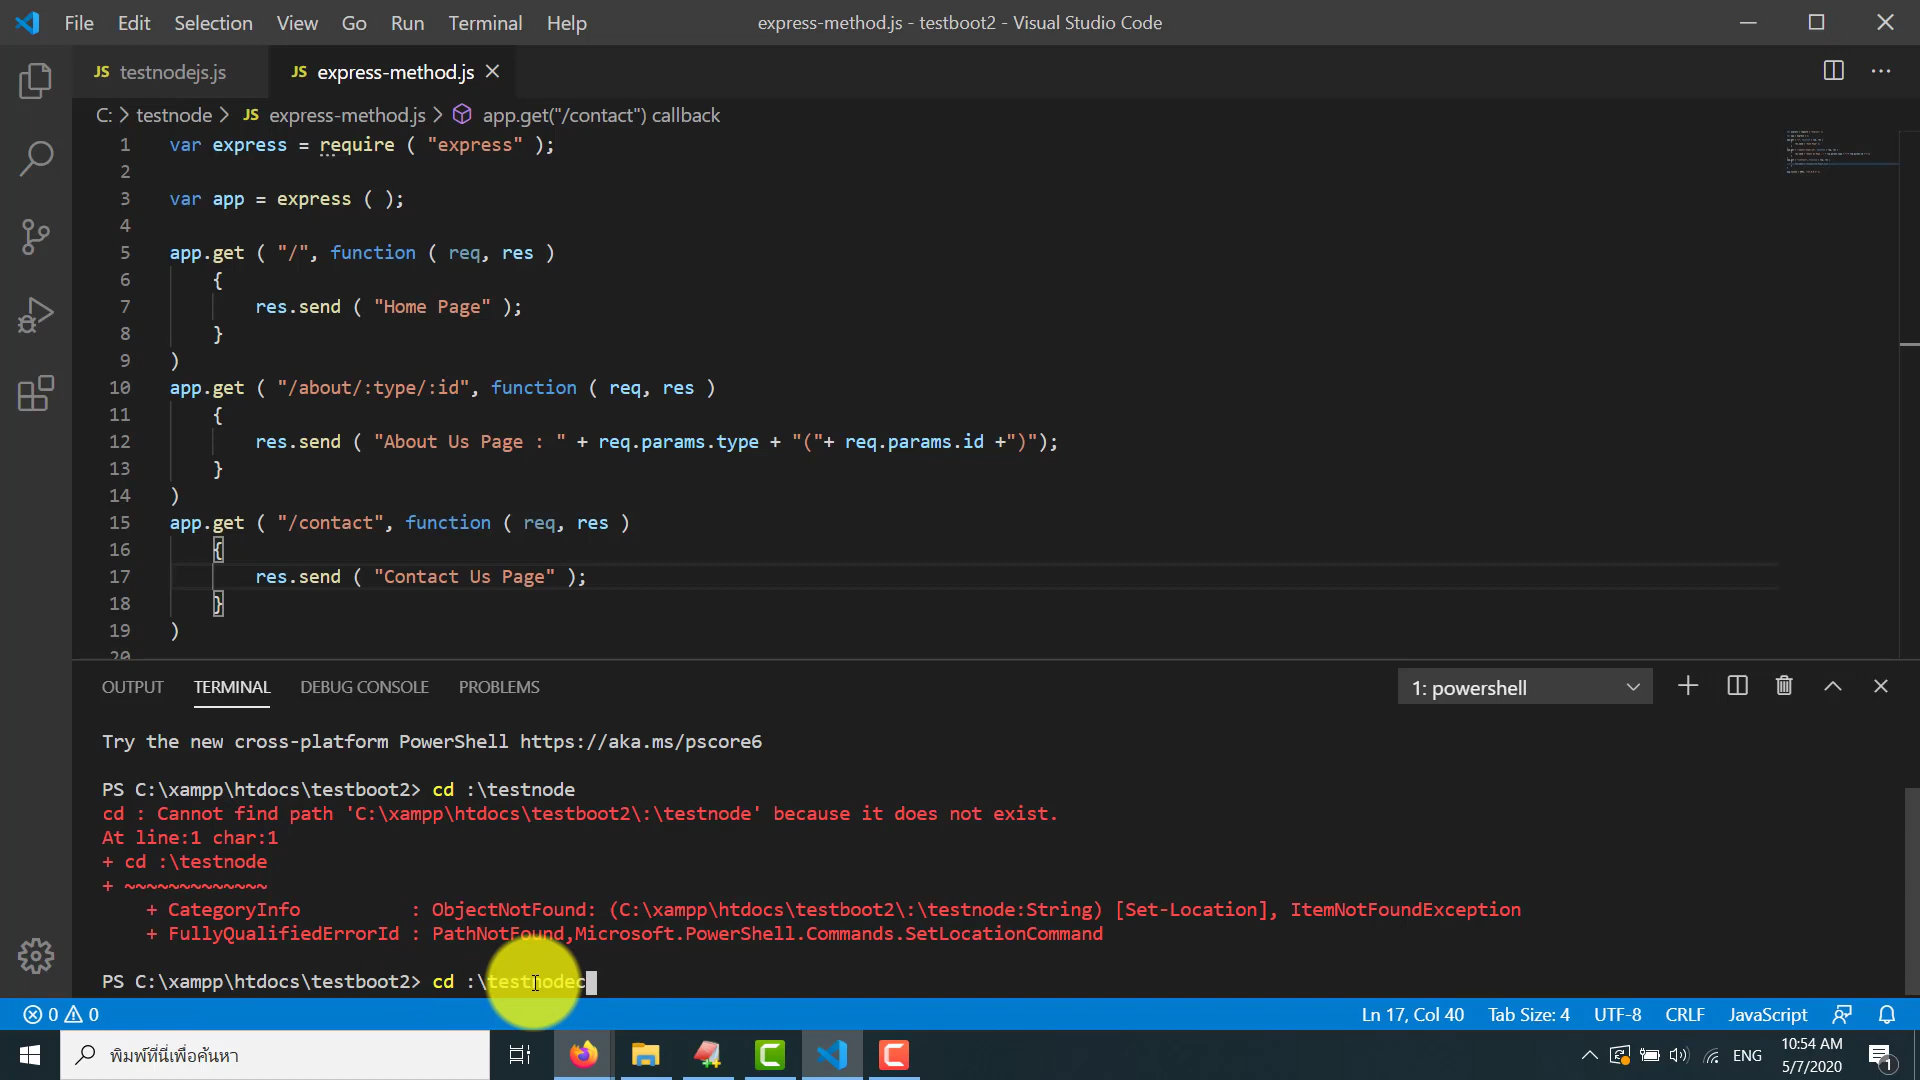 File Edit Selection View Go Run Terminal Help express-method.js - testboot2 - Visual Studio Code
JS testnodejs.js JS express-method.js
C: > testnode > JS express-method.js > app.get("/contact") callback
1 var express = require ( "express" );
2
3 var app = express ( );
4
5 app.get ( "/", function ( req, res )
6 {
7 res.send ( "Home Page" );
8 }
9 )
10 app.get ( "/about/:type/:id", function ( req, res )
11 {
12 res.send ( "About Us Page : " + req.params.type + "("+ req.params.id +")");
13 }
14 )
15 app.get ( "/contact", function ( req, res )
16 {
17 res.send ( "Contact Us Page" );
18 }
19 )
20
OUTPUT TERMINAL DEBUG CONSOLE PROBLEMS 1: powershell
Try the new cross-platform PowerShell https://aka.ms/pscore6
PS C:\xampp\htdocs\testboot2> cd :\testnode
cd : Cannot find path 'C:\xampp\htdocs\testboot2\:\testnode' because it does not exist.
At line:1 char:1
+ cd :\testnode
+ ~~~~~~~~~~~~~
+ CategoryInfo : ObjectNotFound: (C:\xampp\htdocs\testboot2\:\testnode:String) [Set-Location], ItemNotFoundException
+ FullyQualifiedErrorId : PathNotFound,Microsoft.PowerShell.Commands.SetLocationCommand
PS C:\xampp\htdocs\testboot2> cd :\testnodec
0 0 Ln 17, Col 40 Tab Size: 4 UTF-8 CRLF JavaScript
พิมพ์ที่นี่เพื่อค้นหา ENG 10:54 AM
5/7/2020 1